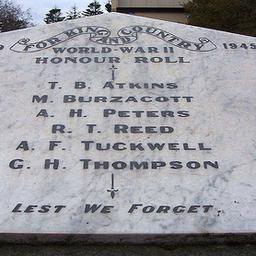 FOR KING AND COUNTRY
WORLD-WAR II 1945
HONOUR ROLL
T. B. ATKINS
M. BURZACOTT
A. H. PETERS
R. T. REED
A. F. TUCKWELL
G. H. THOMPSON
LEST WE FORGET